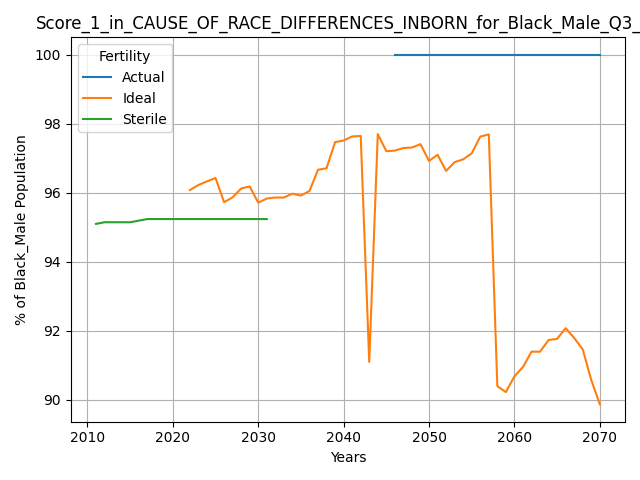 Score_1_in_CAUSE_OF_RACE_DIFFERENCES_INBORN_for_Black_Male_Q3_
Fertility
Actual
Ideal
Sterile
% of Black_Male Population
100
98
96
94
92
90
2010 2020 2030 2040 2050 2060 2070
Years